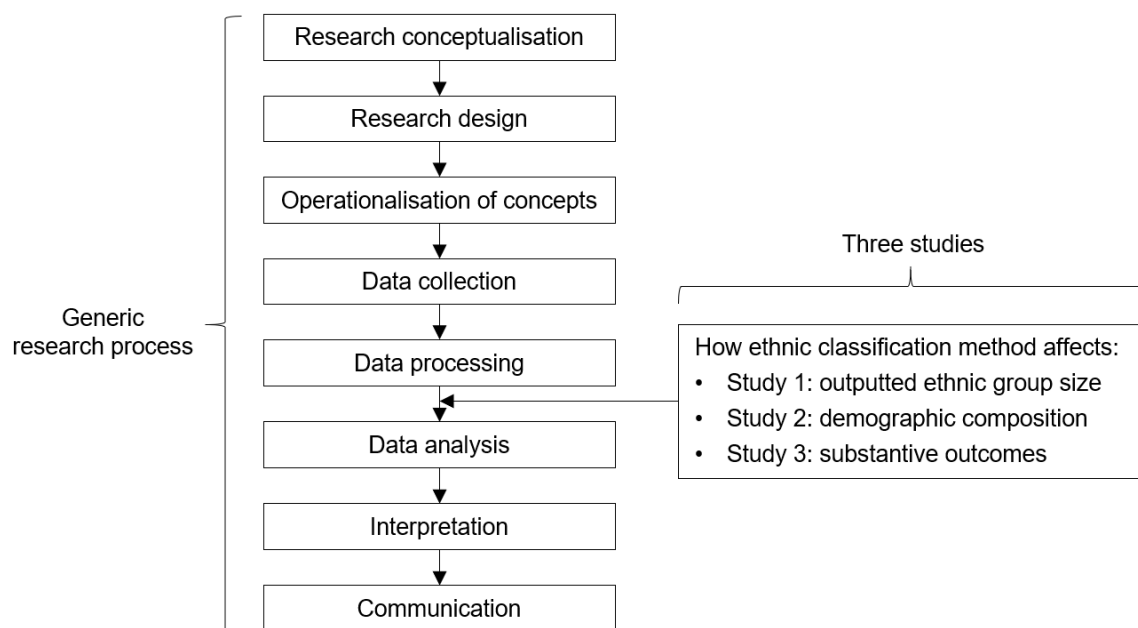 Research conceptualisation
Research design
Operationalisation of concepts
Data collection
Three studies
Generic
research process
Data processing
How ethnic classification method affects:
• Study 1: outputted ethnic group size
• Study 2: demographic composition
• Study 3: substantive outcomes
Data analysis
Interpretation
Communication